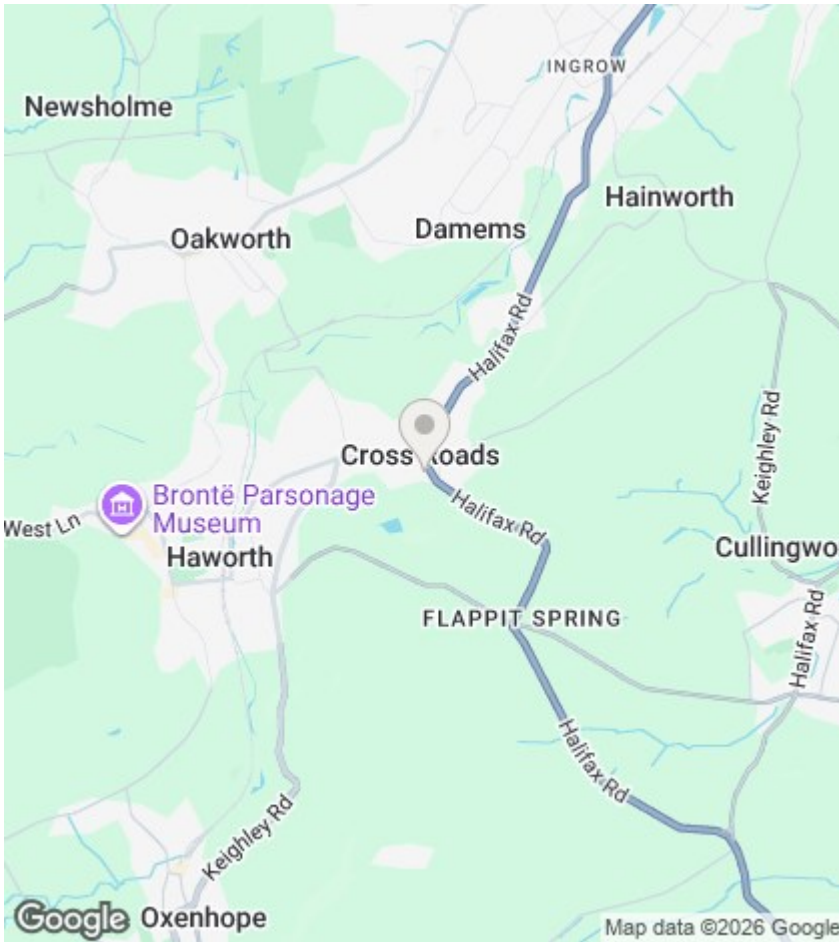 INGROW
Newsholme
Hainworth
Damems
Oakworth
Halifax Rd
Keighley Rd
Cross Roads
Brontë Parsonage
Museum
West Ln
Halifax Rd
Cullingwo
Haworth
FLAPPIT SPRING
Halifax Rd
Halifax Rd
Keighley Rd
Google
Oxenhope
Map data ©2026 Google